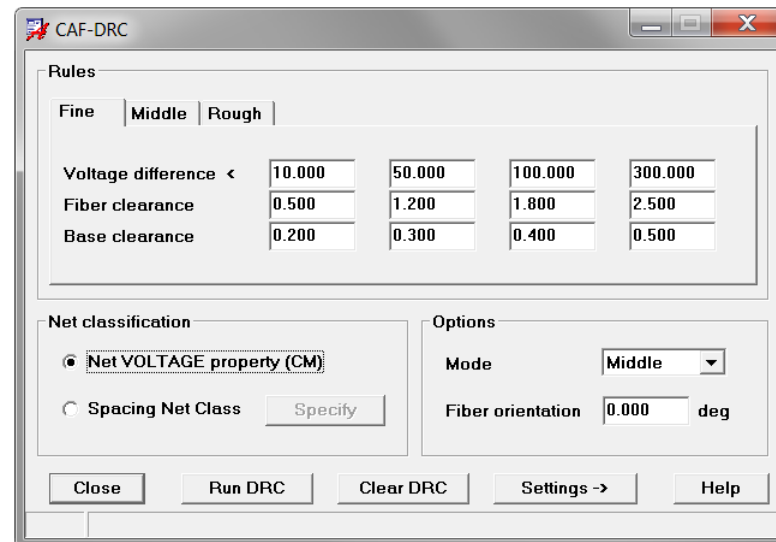 CAF-DRC
Rules
Fine Middle Rough
Voltage difference < 10.000 50.000 100.000 300.000
Fiber clearance 0.500 1.200 1.800 2.500
Base clearance 0.200 0.300 0.400 0.500
Net classification
Net VOLTAGE property (CM)
Spacing Net Class Specify
Options
Mode Middle
Fiber orientation 0.000 deg
Close Run DRC Clear DRC Settings -> Help